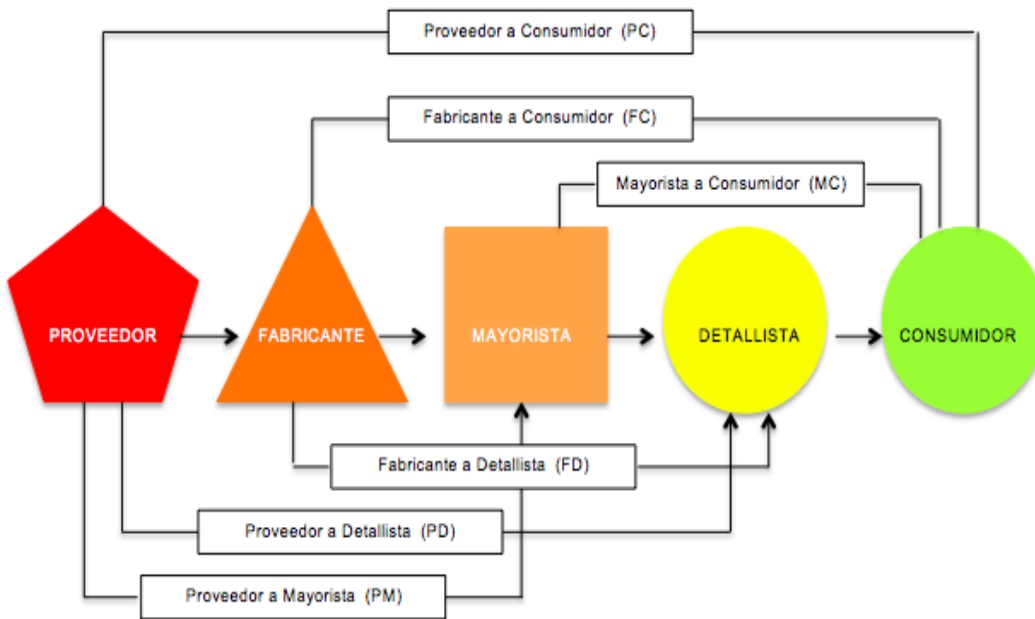 Proveedor a Consumidor (PC)
Fabricante a Consumidor (FC)
Mayorista a Consumidor (MC)
PROVEEDOR
FABRICANTE
MAYORISTA
DETALLISTA
CONSUMIDOR
Fabricante a Detallista (FD)
Proveedor a Detallista (PD)
Proveedor a Mayorista (PM)